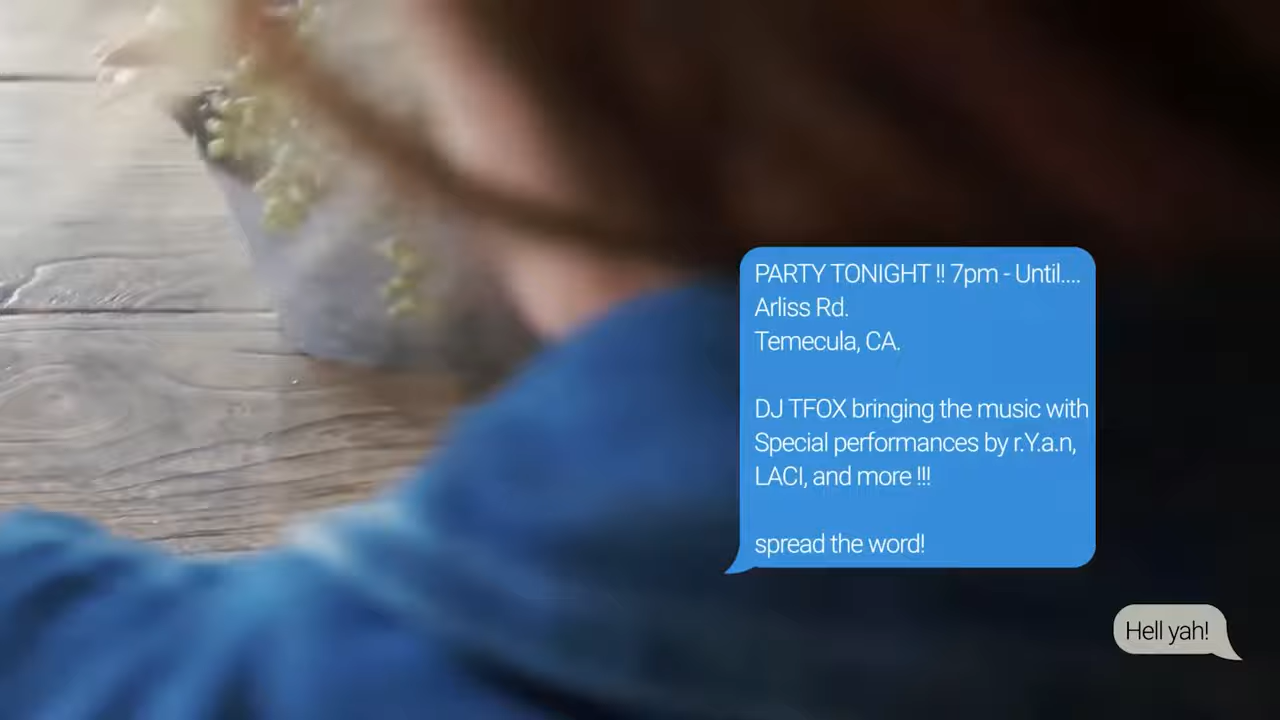 PARTY TONIGHT !! 7pm - Until....
Arliss Rd.
Temecula, CA.
DJ TFOX bringing the music with
Special performances by r.Y.a.n,
LACI, and more !!!
spread the word!
Hell yah!